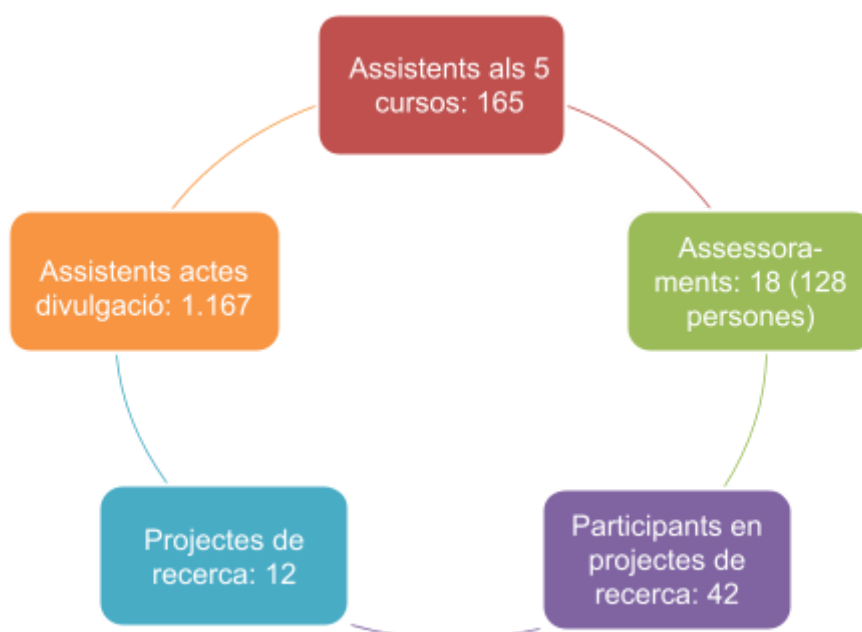 Assistents als 5
cursos: 165
Assessora-
ments: 18 (128
persones)
Participants en
projectes de
recerca: 42
Projectes de
recerca: 12
Assistents actes
divulgació: 1.167